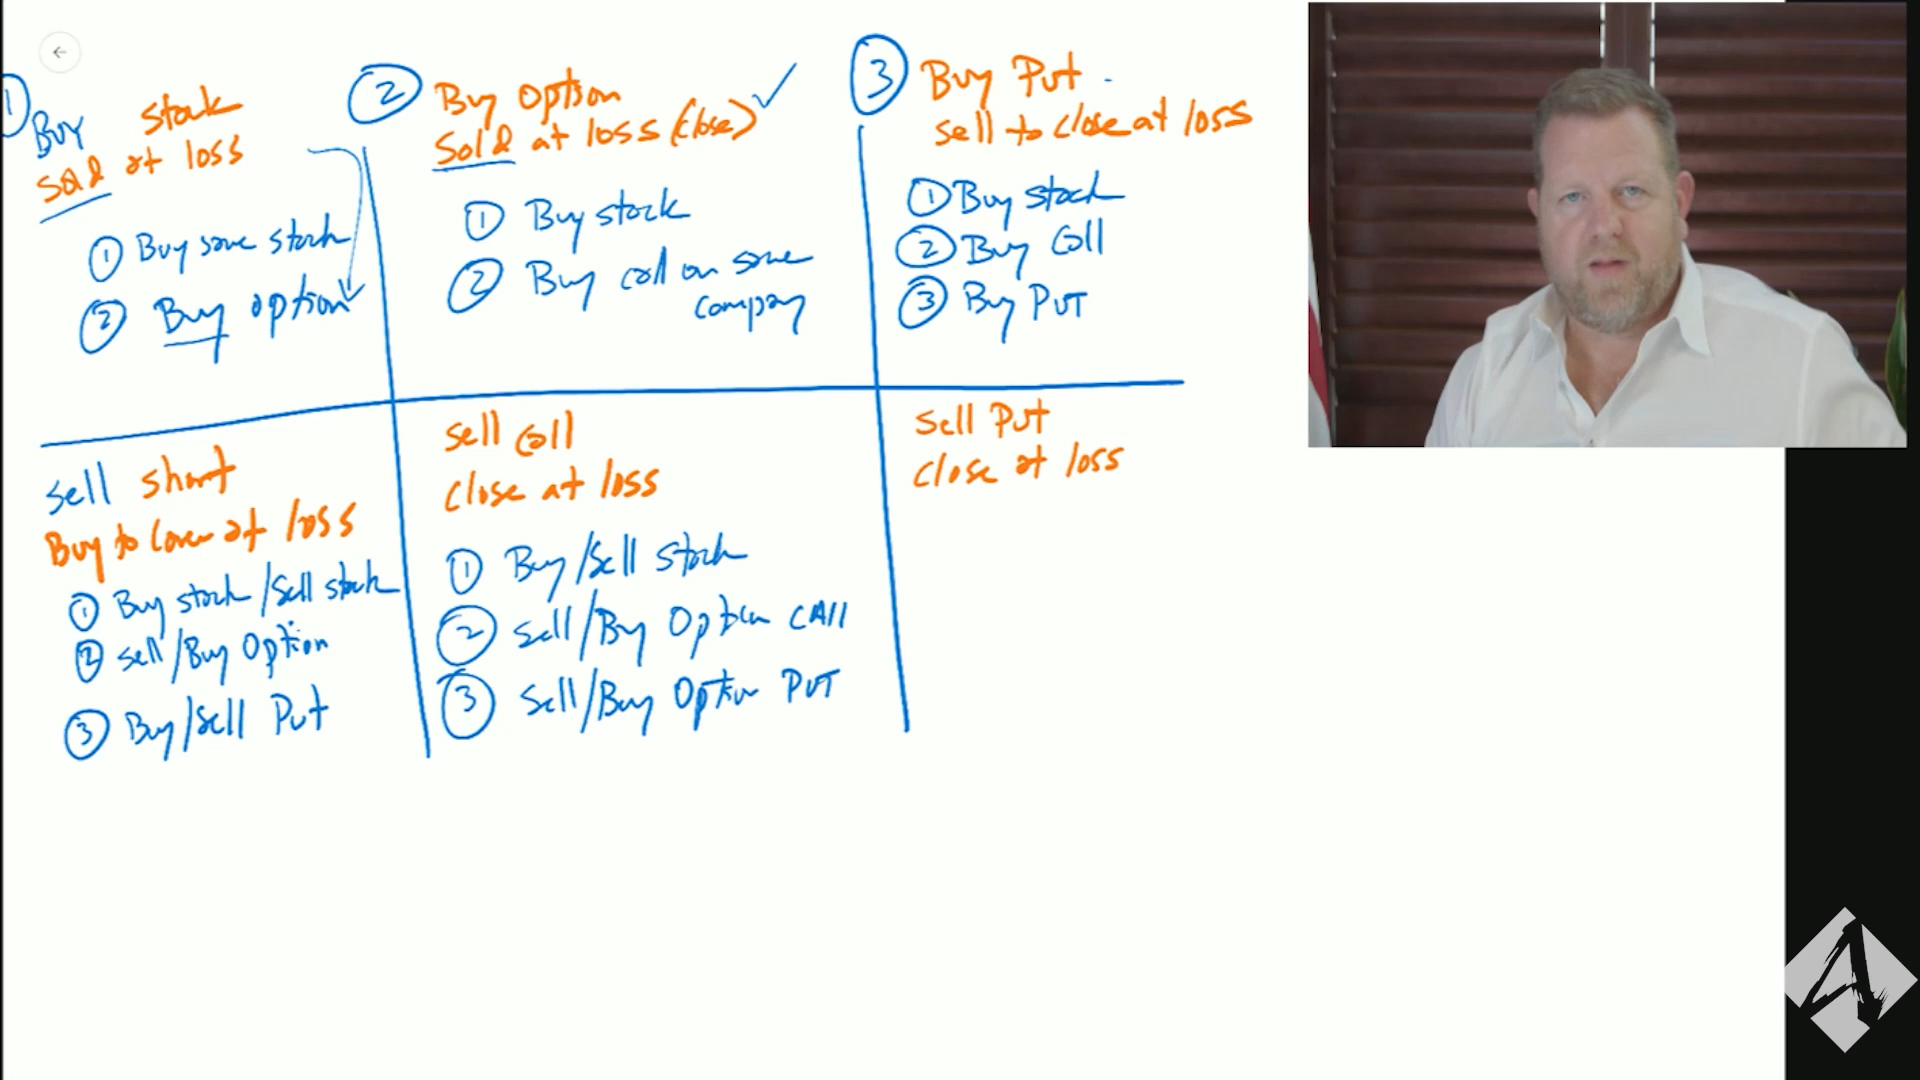 ①
Buy stock
Sold at loss
① Buy same stock
② Buy option
② Buy Option
Sold at loss (close) ✓
① Buy stock
② Buy call on same
company
③ Buy Put
sell to close at loss
① Buy stock
② Buy Call
③ Buy PUT
Sell short
Buy to Cover at loss
① Buy stock/Sell stock
② Sell/Buy Option
③ Buy/Sell Put
Sell Call
Close at loss
① Buy/Sell Stock
② Sell/Buy Option CAll
③ Sell/Buy Option PUT
Sell Put
Close at loss
A